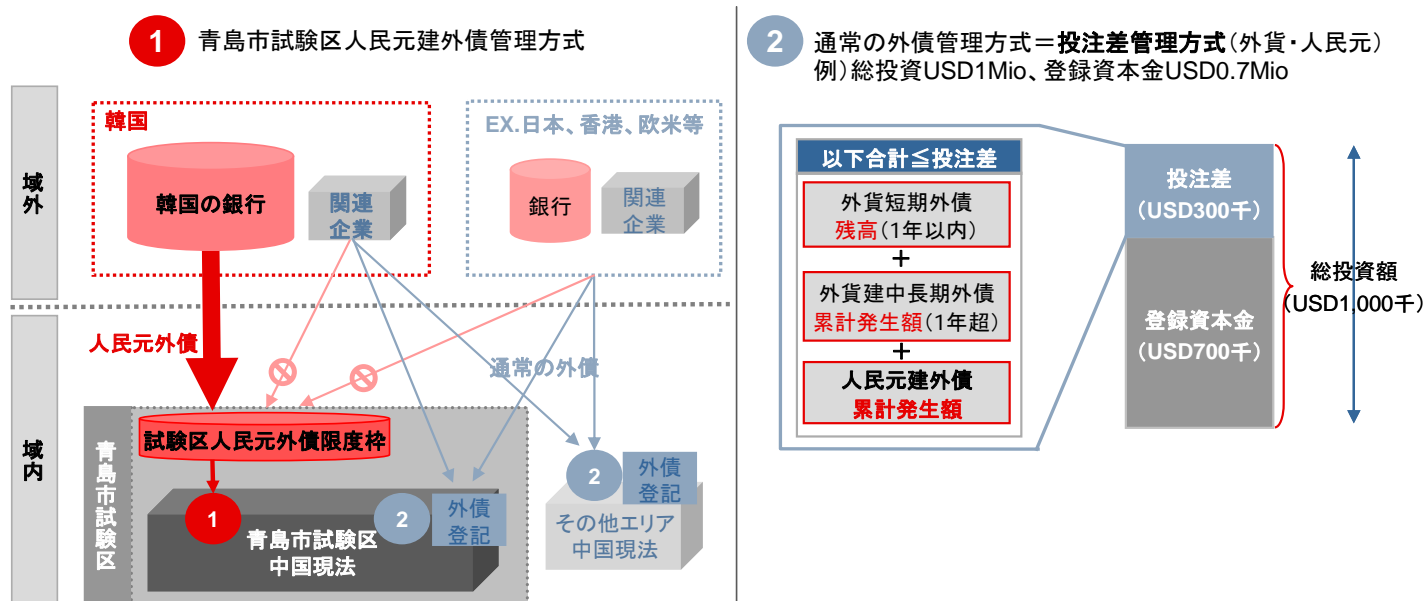 1
青島市試験区人民元建外債管理方式
域外
韓国
韓国の銀行
関連
企業
EX.日本、香港、欧米等
銀行
関連
企業
人民元外債
通常の外債
域内
青島市試験区
試験区人民元外債限度枠
1
2
外債
登記
青島市試験区
中国現法
2
外債
登記
その他エリア
中国現法
2
通常の外債管理方式＝投注差管理方式（外貨・人民元）
例）総投資USD1Mio、登録資本金USD0.7Mio
以下合計≦投注差
外貨短期外債
残高（1年以内）
+
外貨建中長期外債
累計発生額（1年超）
+
人民元建外債
累計発生額
投注差
（USD300千）
登録資本金
（USD700千）
総投資額
（USD1,000千）